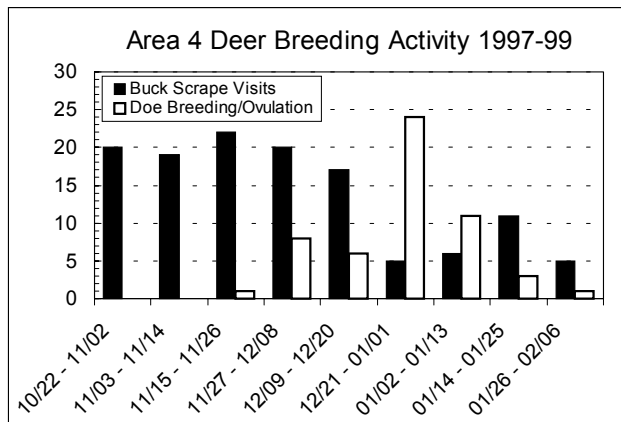 Area 4 Deer Breeding Activity 1997-99
30
25
20
15
10
5
0
Buck Scrape Visits
Doe Breeding/Ovulation
10/22 - 11/02
11/03 - 11/14
11/15 - 11/26
11/27 - 12/08
12/09 - 12/20
12/21 - 01/01
01/02 - 01/13
01/14 - 01/25
01/26 - 02/06